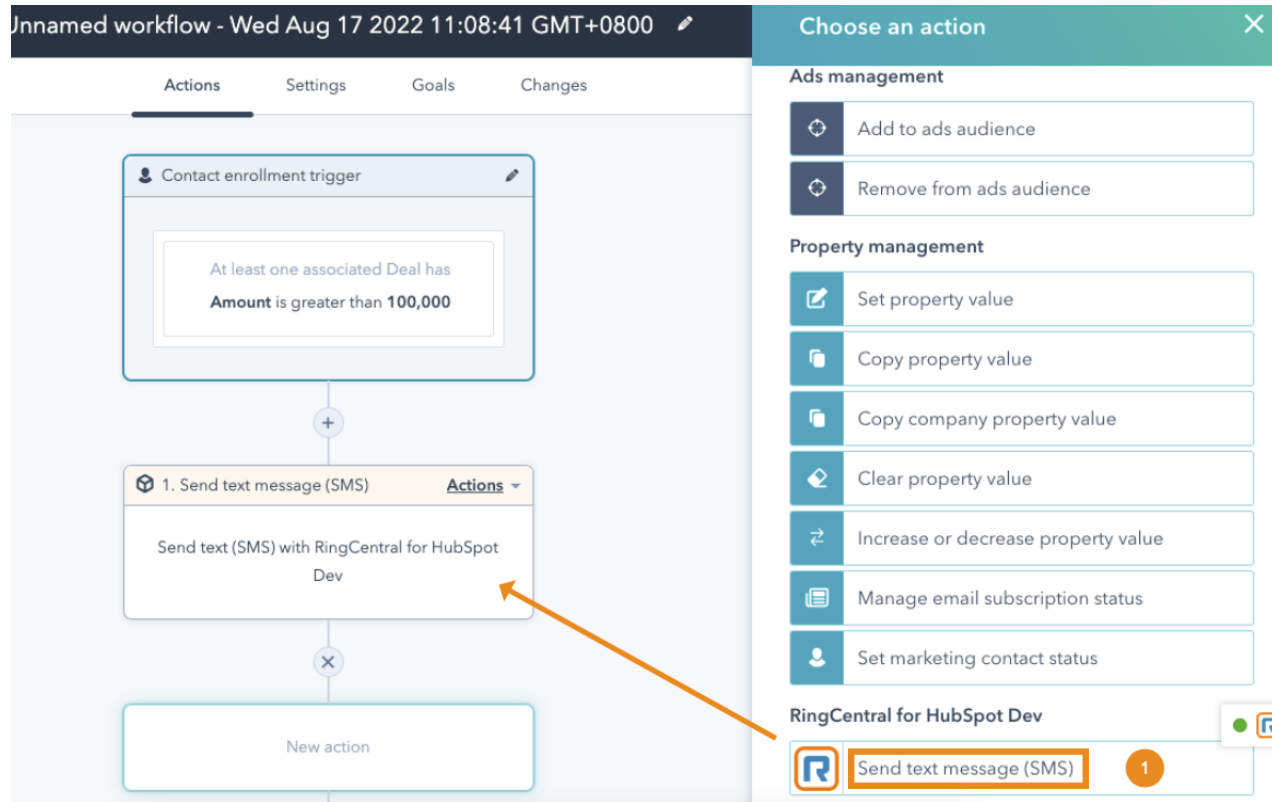 Unnamed workflow - Wed Aug 17 2022 11:08:41 GMT+0800
Actions
Settings
Goals
Changes
Contact enrollment trigger
At least one associated Deal has
Amount is greater than 100,000
1. Send text message (SMS)
Actions
Send text (SMS) with RingCentral for HubSpot
Dev
New action
Choose an action
Ads management
Add to ads audience
Remove from ads audience
Property management
Set property value
Copy property value
Copy company property value
Clear property value
Increase or decrease property value
Manage email subscription status
Set marketing contact status
RingCentral for HubSpot Dev
R
Send text message (SMS)
1